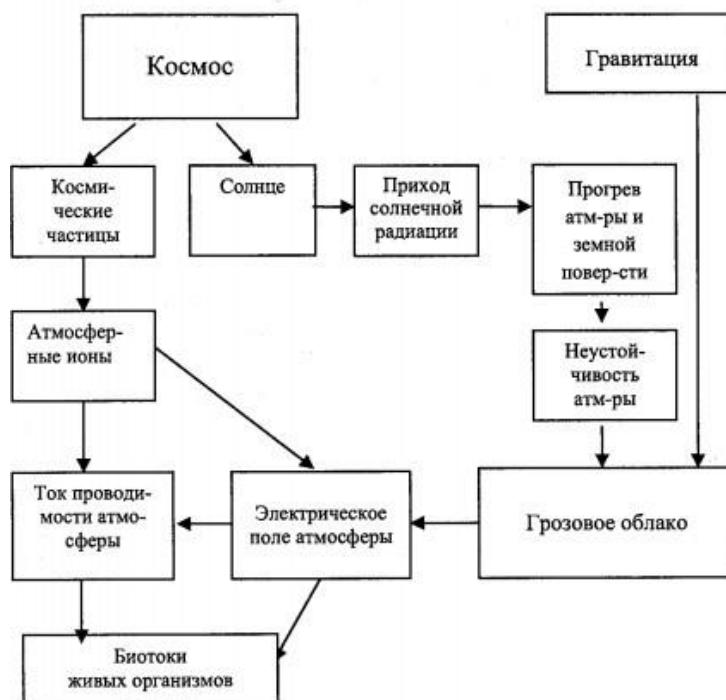 Космос
Гравитация
Косми-
ческие
частицы
Солнце
Приход
солнечной
радиации
Прогрев
атм-ры и
земной
повер-сти
Атмосфер-
ные ионы
Неустой-
чивость
атм-ры
Ток проводи-
мости атмо-
сферы
Электрическое
поле атмосферы
Грозовое облако
Биотоки
живых организмов